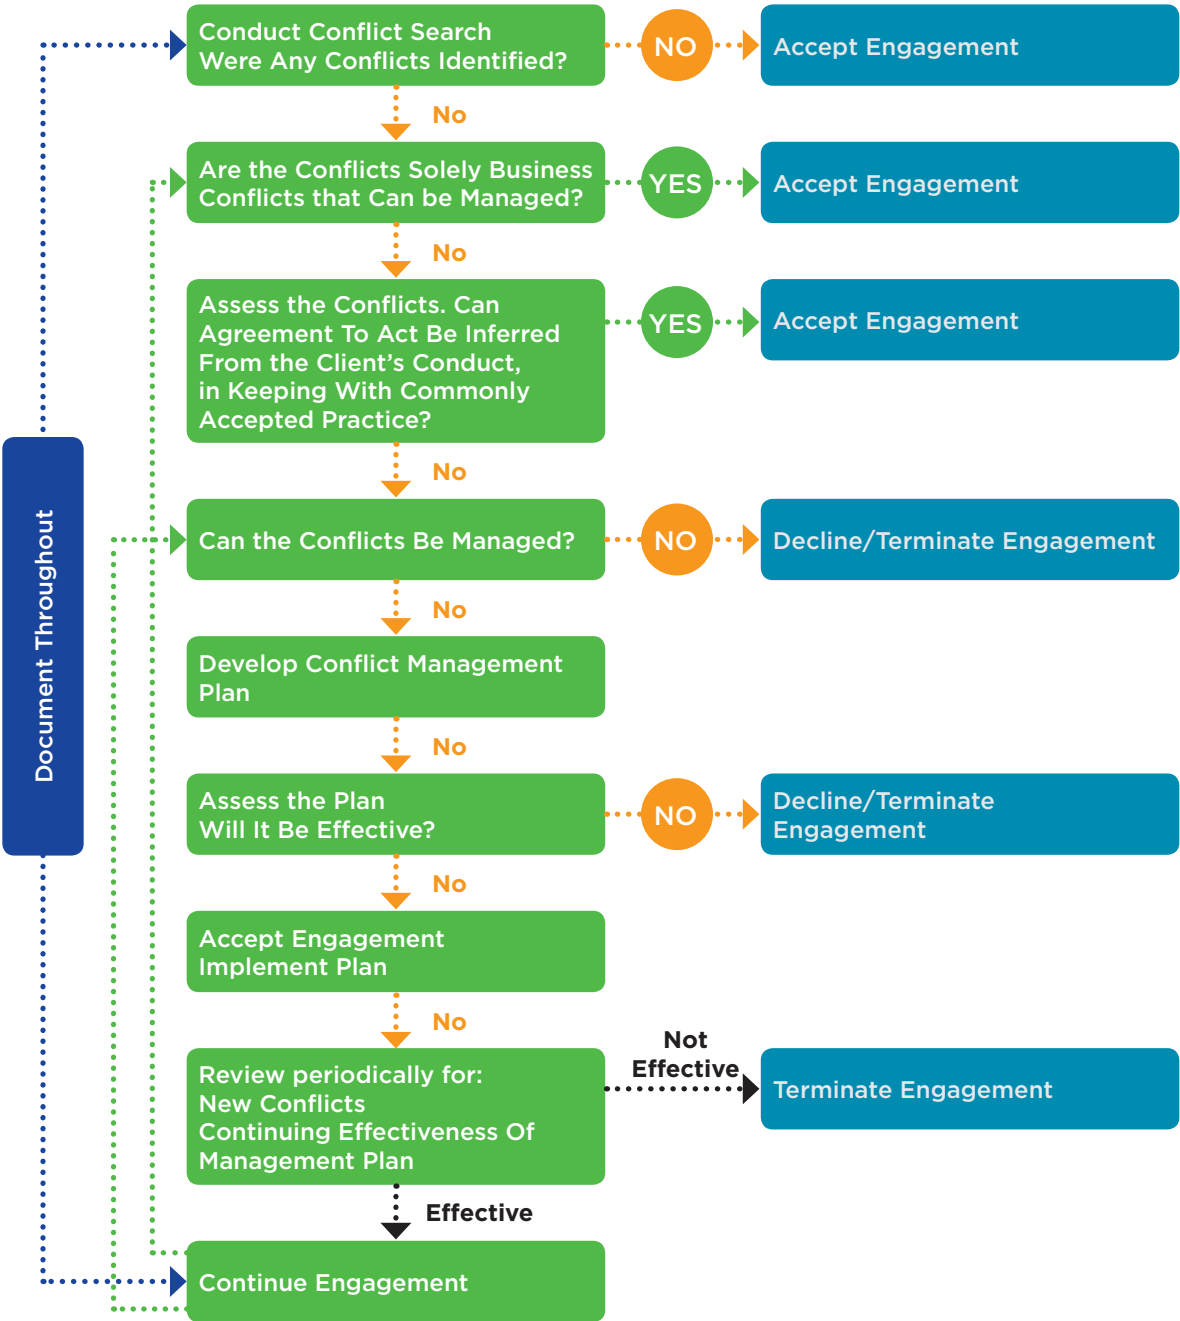 Conduct Conflict Search
Were Any Conflicts Identified?
NO
Accept Engagement
No
Are the Conflicts Solely Business
Conflicts that Can be Managed?
YES
Accept Engagement
No
Assess the Conflicts. Can
Agreement To Act Be Inferred
From the Client's Conduct,
in Keeping With Commonly
Accepted Practice?
YES
Accept Engagement
No
Document Throughout
Can the Conflicts Be Managed?
NO
Decline/Terminate Engagement
No
Develop Conflict Management
Plan
No
Assess the Plan
Will It Be Effective?
NO
Decline/Terminate
Engagement
No
Accept Engagement
Implement Plan
No
Review periodically for:
New Conflicts
Continuing Effectiveness Of
Management Plan
Not
Effective
Terminate Engagement
Effective
Continue Engagement